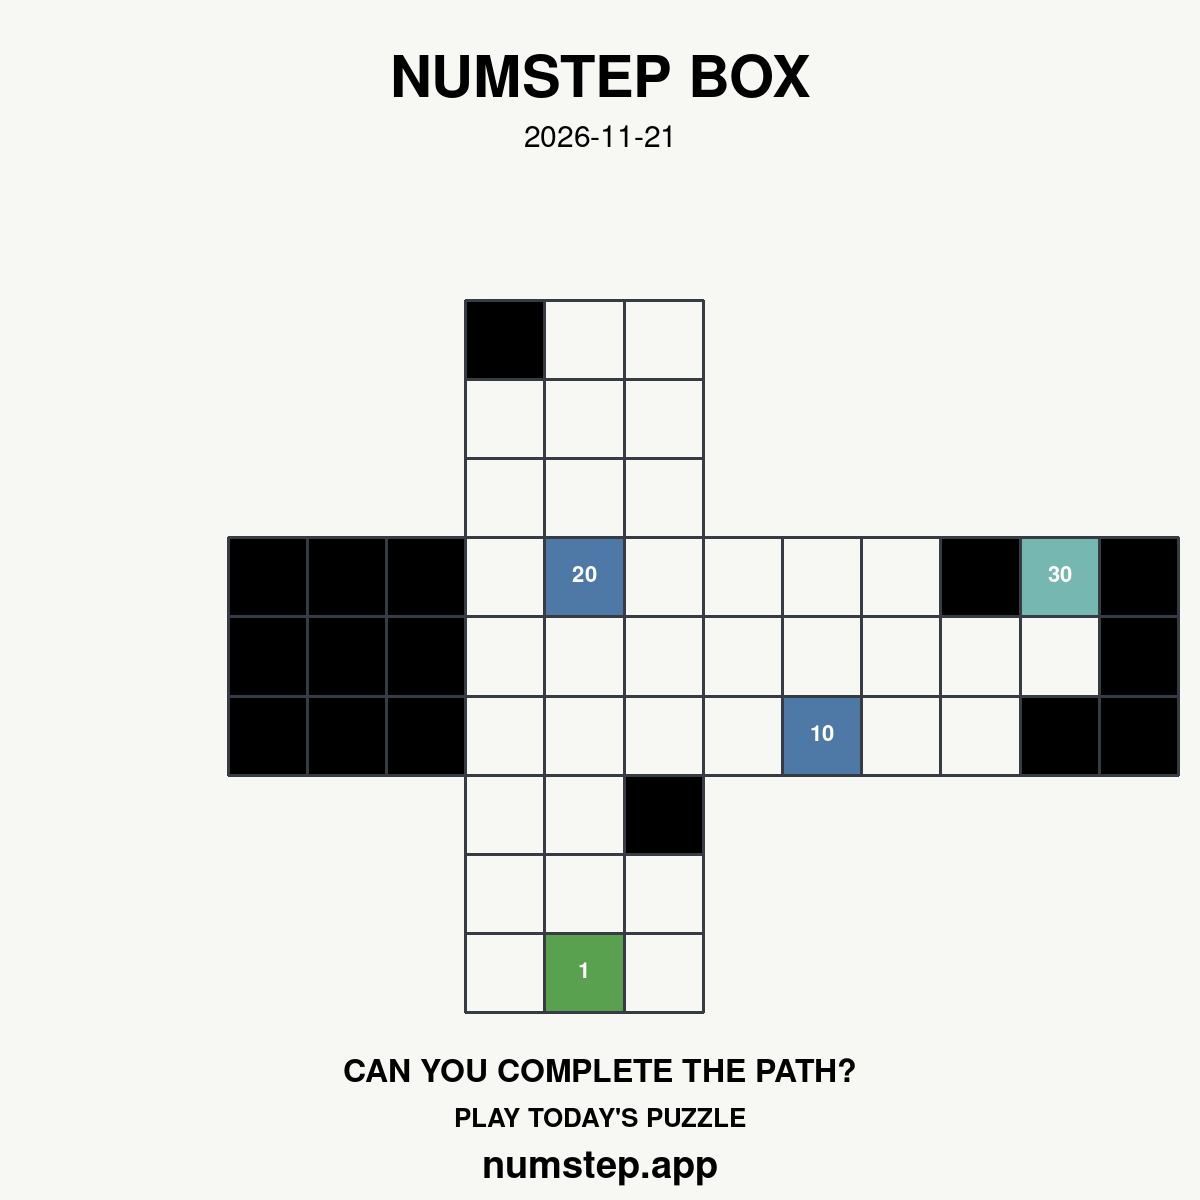 NUMSTEP BOX
2026-11-21
20
30
10
1
CAN YOU COMPLETE THE PATH?
PLAY TODAY'S PUZZLE
numstep.app